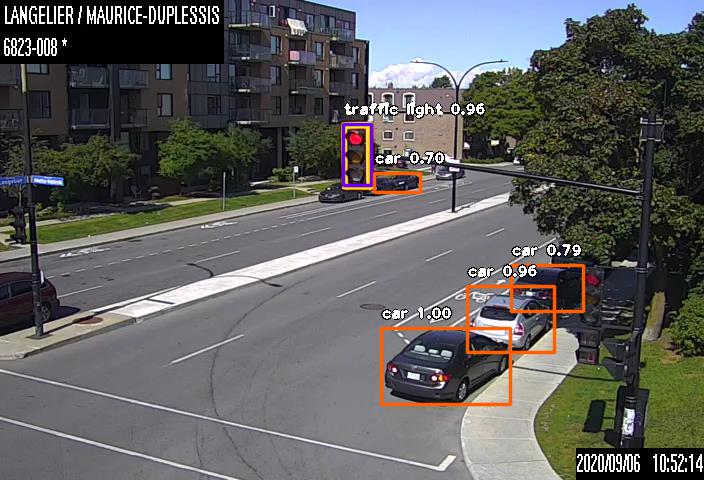 LANGELIER / MAURICE-DUPLESSIS
6823-008 *
traffic light 0.96
car 0.70
car 0.79
car 0.96
car 1.00
2020/09/06 10:52:14